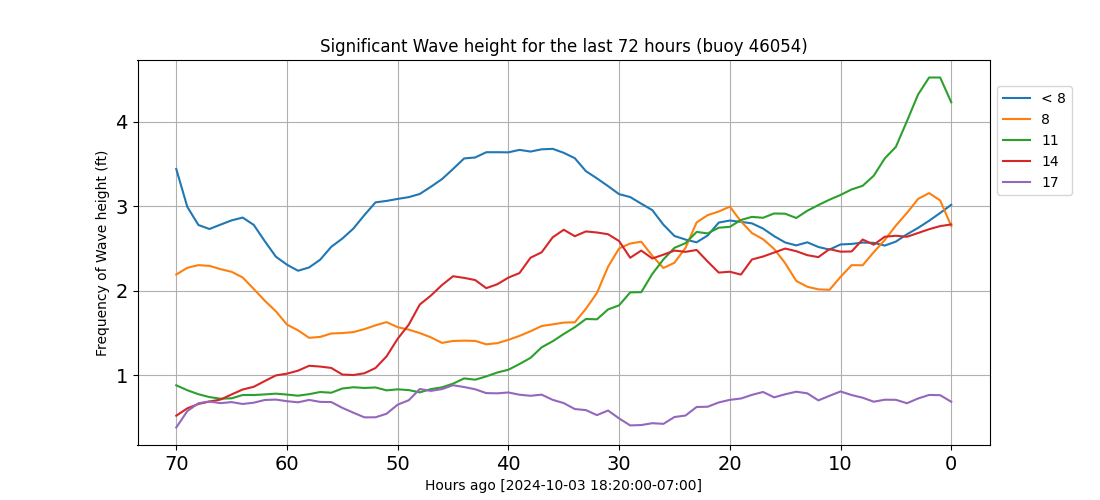 Significant Wave height for the last 72 hours (buoy 46054)
Frequency of Wave height (ft)
4
3
2
1
70 60 50 40 30 20 10 0
Hours ago [2024-10-03 18:20:00-07:00]
< 8
8
11
14
17